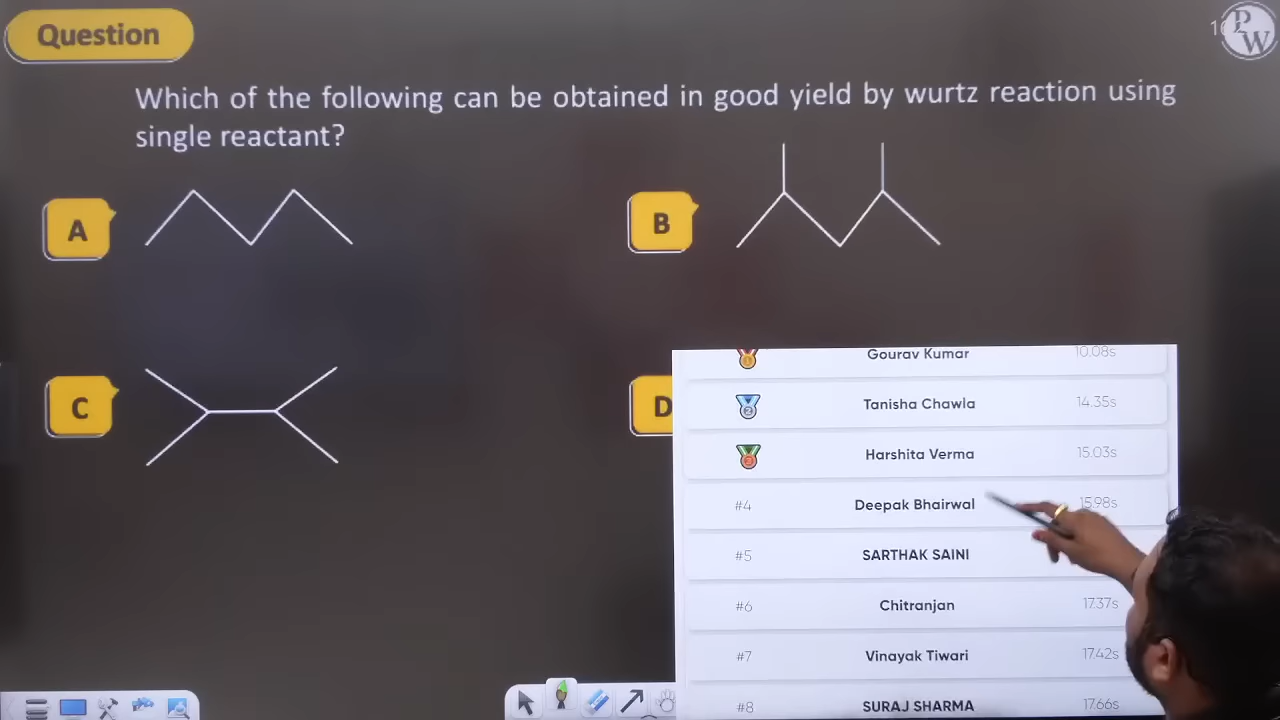 Question
PW
Which of the following can be obtained in good yield by wurtz reaction using
single reactant?
A
B
C
D
Gourav Kumar 10.08s
Tanisha Chawla 14.35s
Harshita Verma 15.03s
#4 Deepak Bhairwal 15.98s
#5 SARTHAK SAINI
#6 Chitranjan 17.37s
#7 Vinayak Tiwari 17.42s
#8 SURAJ SHARMA 17.66s